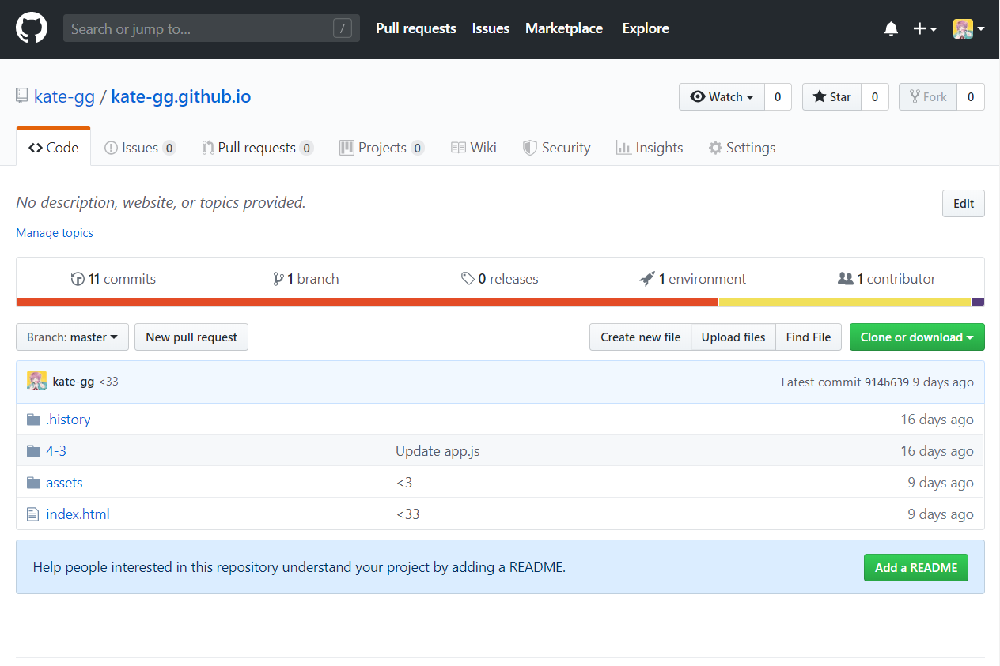 Search or jump to... /
Pull requests Issues Marketplace Explore
kate-gg / kate-gg.github.io
Watch 0 Star 0 Fork 0
Code Issues 0 Pull requests 0 Projects 0 Wiki Security Insights Settings
No description, website, or topics provided.
Edit
Manage topics
11 commits 1 branch 0 releases 1 environment 1 contributor
Branch: master New pull request Create new file Upload files Find File Clone or download
kate-gg <33 Latest commit 914b639 9 days ago
.history - 16 days ago
4-3 Update app.js 16 days ago
assets <3 9 days ago
index.html <33 9 days ago
Help people interested in this repository understand your project by adding a README. Add a README